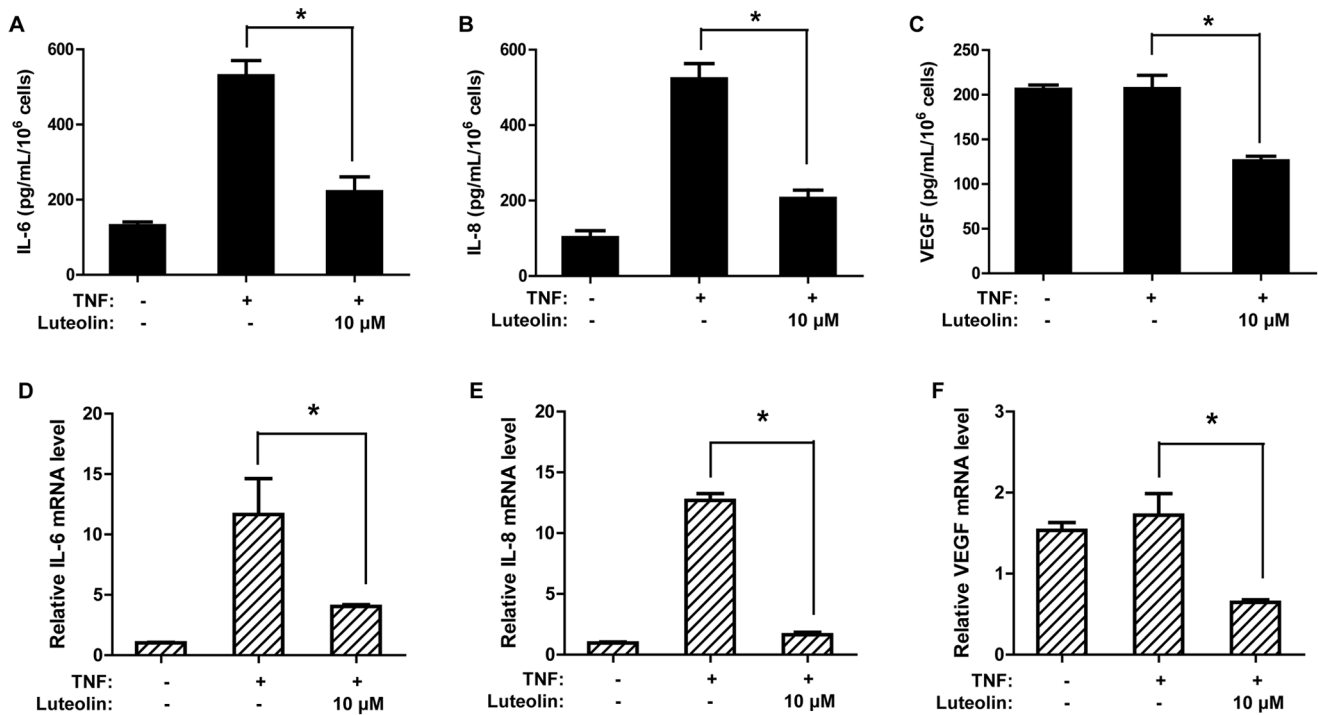 A
IL-6 (pg/mL/10⁶ cells)
600
400
200
0
*
TNF: - + +
Luteolin: - - 10 µM
B
IL-8 (pg/mL/10⁶ cells)
600
400
200
0
*
TNF: - + +
Luteolin: - - 10 µM
C
VEGF (pg/mL/10⁶ cells)
250
200
150
100
50
0
*
TNF: - + +
Luteolin: - - 10 µM
D
Relative IL-6 mRNA level
20
15
10
5
0
*
TNF: - + +
Luteolin: - - 10 µM
E
Relative IL-8 mRNA level
20
15
10
5
0
*
TNF: - + +
Luteolin: - - 10 µM
F
Relative VEGF mRNA level
3
2
1
0
*
TNF: - + +
Luteolin: - - 10 µM